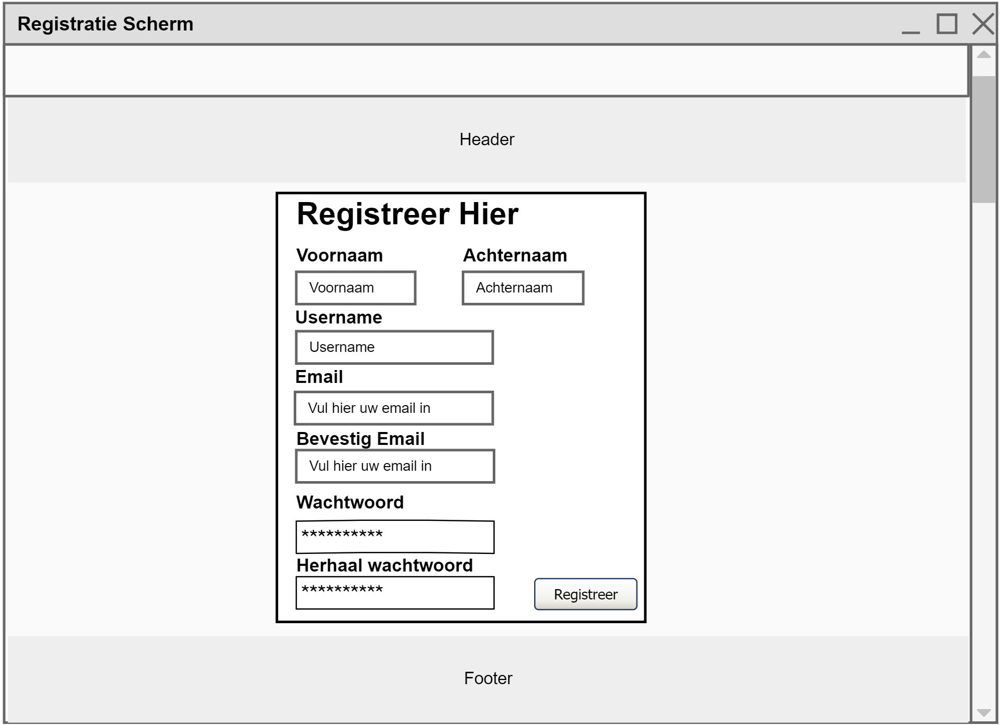 Registratie Scherm
Header
Registreer Hier
Voornaam Achternaam
Voornaam Achternaam
Username
Username
Email
Vul hier uw email in
Bevestig Email
Vul hier uw email in
Wachtwoord
**********
Herhaal wachtwoord
**********
Registreer
Footer